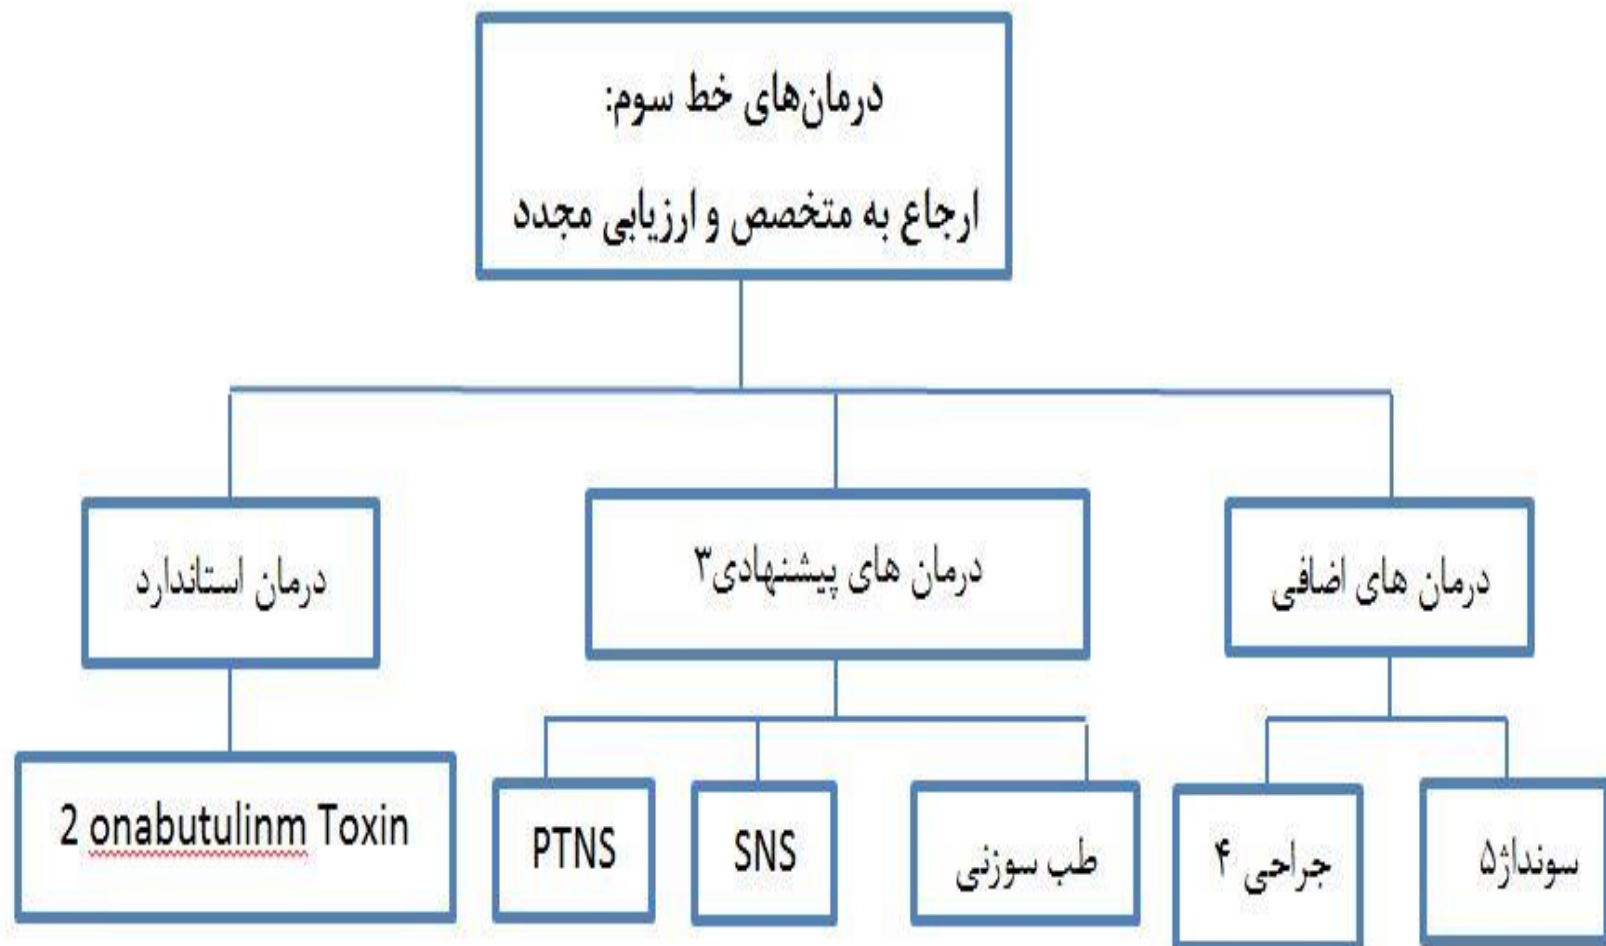 درمان‌های خط سوم:
ارجاع به متخصص و ارزیابی مجدد
درمان های اضافی
درمان های پیشنهادی۳
درمان استاندارد
سونداژ۵
جراحی ۴
طب سوزنی
SNS
PTNS
2 onabutulinm Toxin